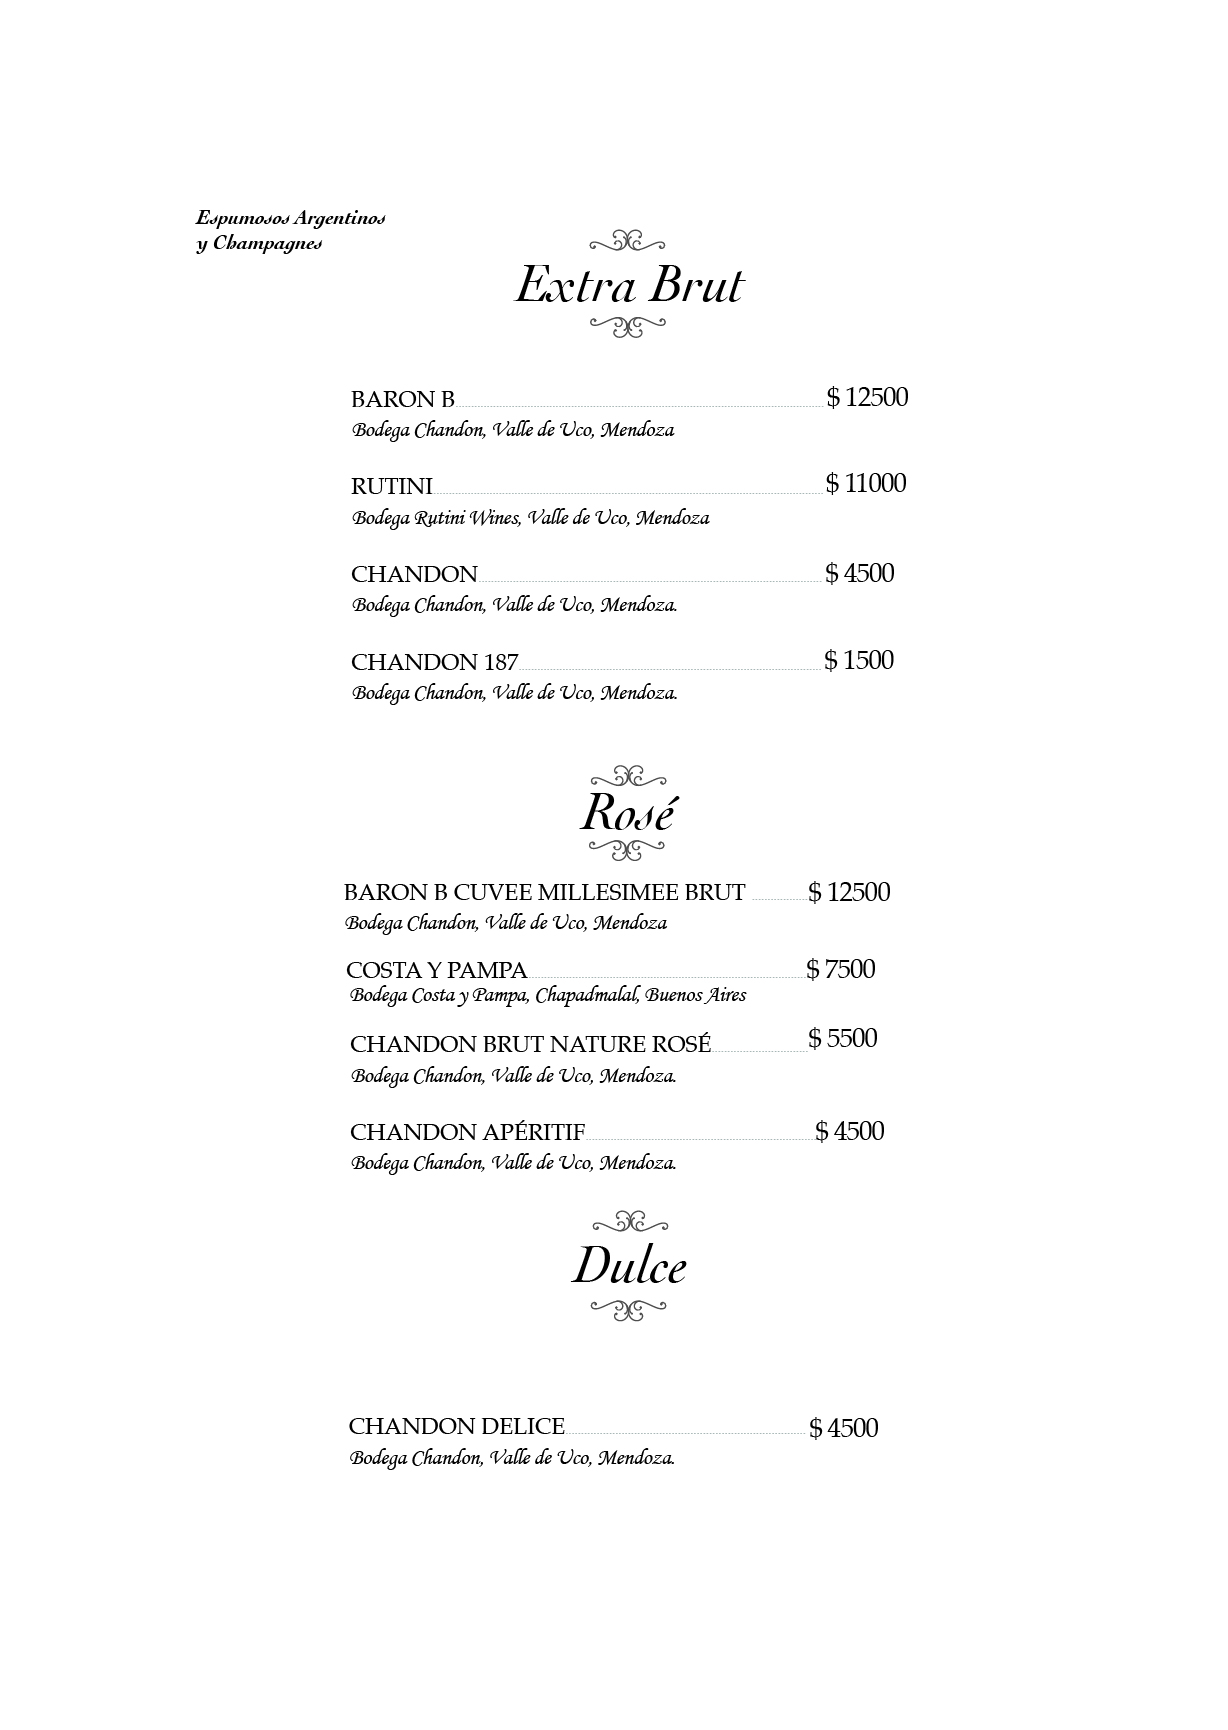 Espumosos Argentinos
y Champagnes
Extra Brut
BARON B $ 12500
Bodega Chandon, Valle de Uco, Mendoza
RUTINI $ 11000
Bodega Rutini Wines, Valle de Uco, Mendoza
CHANDON $ 4500
Bodega Chandon, Valle de Uco, Mendoza.
CHANDON 187 $ 1500
Bodega Chandon, Valle de Uco, Mendoza.
Rosé
BARON B CUVEE MILLESIMEE BRUT $ 12500
Bodega Chandon, Valle de Uco, Mendoza
COSTA Y PAMPA $ 7500
Bodega Costa y Pampa, Chapadmalal, Buenos Aires
CHANDON BRUT NATURE ROSÉ $ 5500
Bodega Chandon, Valle de Uco, Mendoza.
CHANDON APÉRITIF $ 4500
Bodega Chandon, Valle de Uco, Mendoza.
Dulce
CHANDON DELICE $ 4500
Bodega Chandon, Valle de Uco, Mendoza.